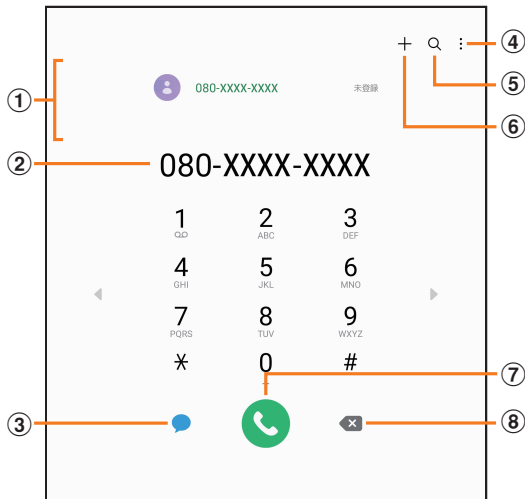 ④
⑤
① 080-XXXX-XXXX 未登録
⑥
② 080-XXXX-XXXX
1 2 3
ABC DEF
4 5 6
GHI JKL MNO
7 8 9
PQRS TUV WXYZ
* 0 #
+
⑦
③ ⑧